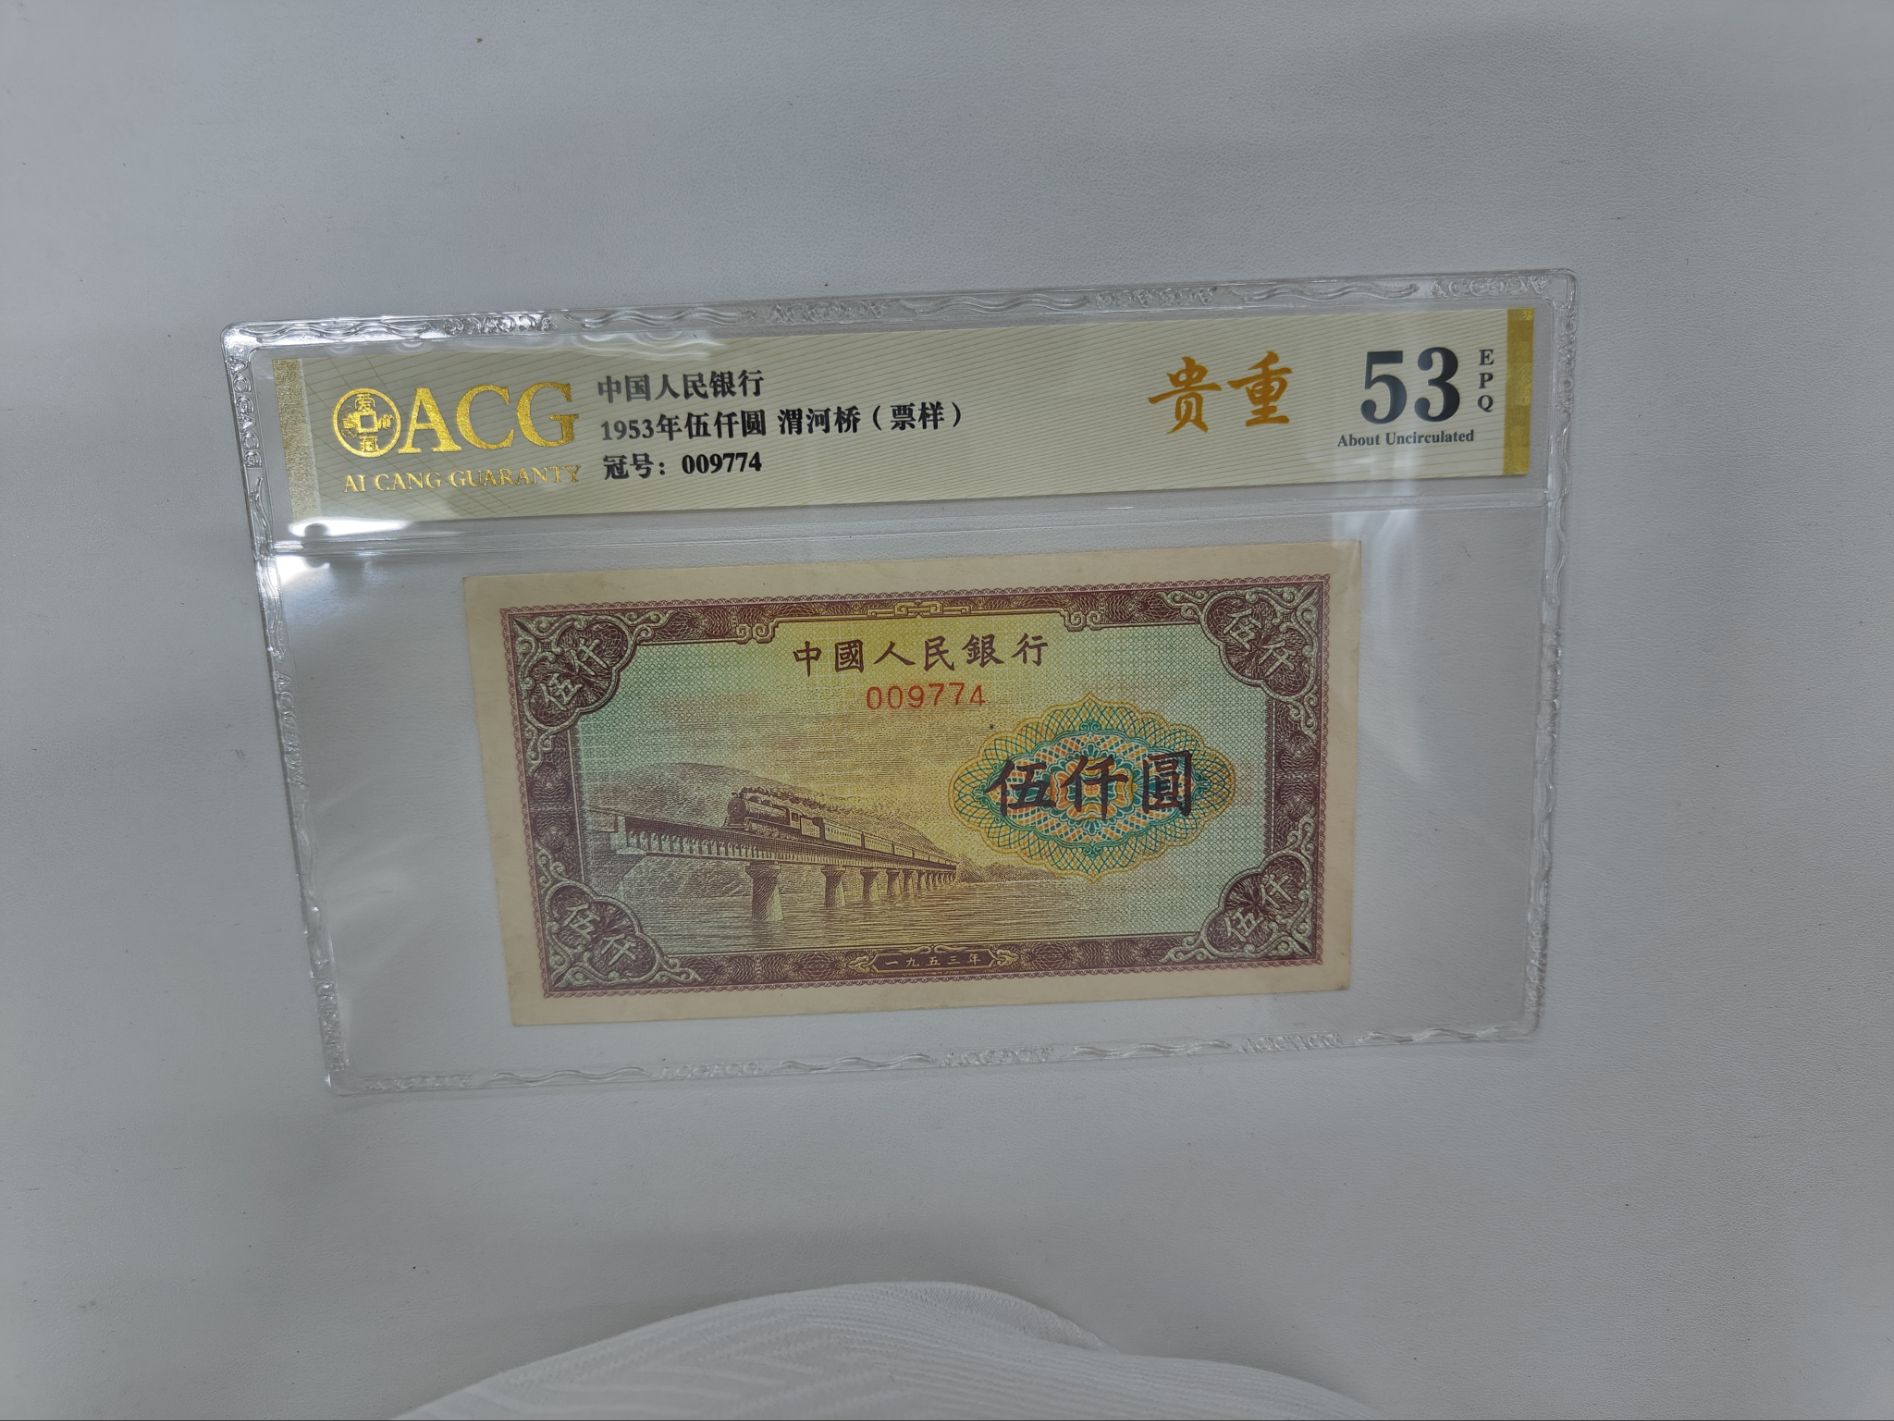 ACG
AI CANG GUARANTY
中国人民银行
1953年伍仟圆 渭河桥（票样）
冠号：009774
贵重
53
EPQ
About Uncirculated
伍仟
伍仟
中國人民銀行
009774
伍仟圓
伍仟
伍仟
一九五三年